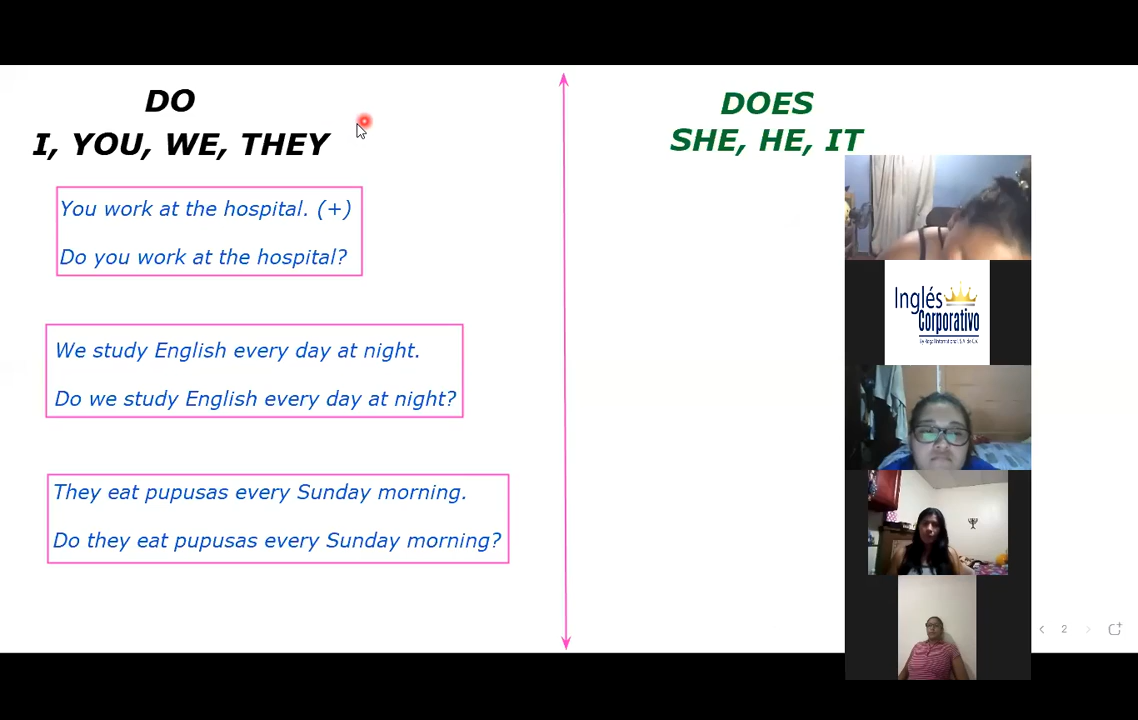 DO
I, YOU, WE, THEY
You work at the hospital. (+)
Do you work at the hospital?
We study English every day at night.
Do we study English every day at night?
They eat pupusas every Sunday morning.
Do they eat pupusas every Sunday morning?
DOES
SHE, HE, IT
Inglés
Corporativo
2